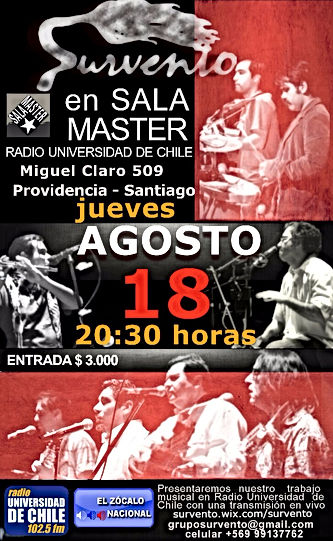 Survento
en SALA
MASTER
SALA-MASTER
RADIO UNIVERSIDAD DE CHILE
Miguel Claro 509
Providencia - Santiago
jueves
AGOSTO
18
20:30 horas
ENTRADA $ 3.000
radio
UNIVERSIDAD
DE CHILE
102.5 fm
EL ZÓCALO
NACIONAL
Presentaremos nuestro trabajo
musical en Radio Universidad de
Chile con una transmisión en vivo
survento.wix.com/survento
gruposurvento@gmail.com
celular +569 99137762